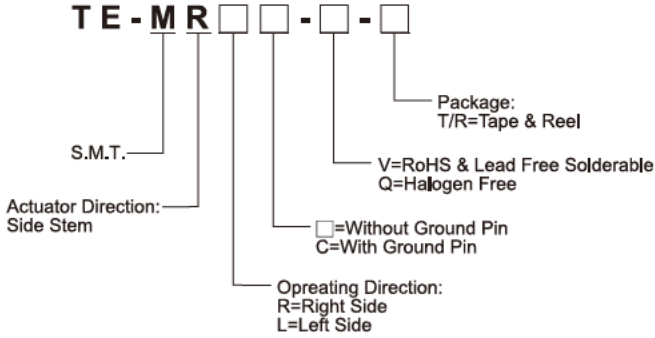 TE-MR□□-□-□
Package:
T/R=Tape & Reel
S.M.T.
V=RoHS & Lead Free Solderable
Q=Halogen Free
Actuator Direction:
Side Stem
□=Without Ground Pin
C=With Ground Pin
Opreating Direction:
R=Right Side
L=Left Side